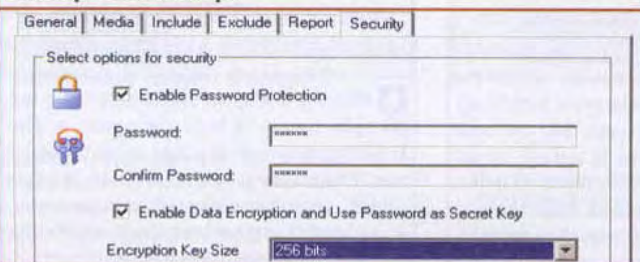 General Media Include Exclude Report Security
Select options for security
Enable Password Protection
Password: ******
Confirm Password: ******
Enable Data Encryption and Use Password as Secret Key
Encryption Key Size 256 bits